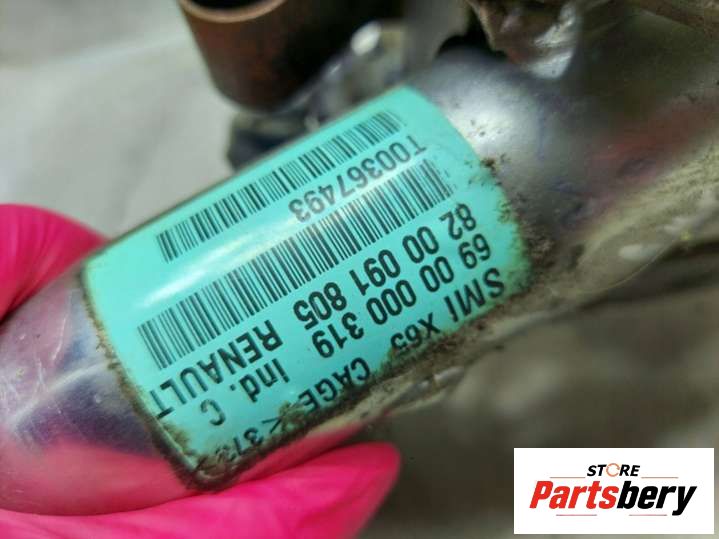 T00367493
82 00 091 805 RENAULT
69 00 000 319 Ind. C
SMI X65 CAGE
STORE
Partsbery